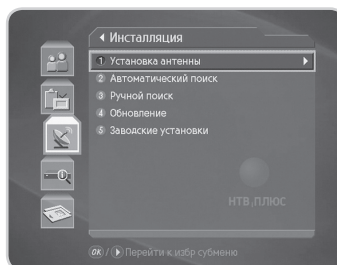 Инсталляция
1 Установка антенны
2 Автоматический поиск
3 Ручной поиск
4 Обновление
5 Заводские установки
НТВ ПЛЮС
OK / Перейти к избр субменю